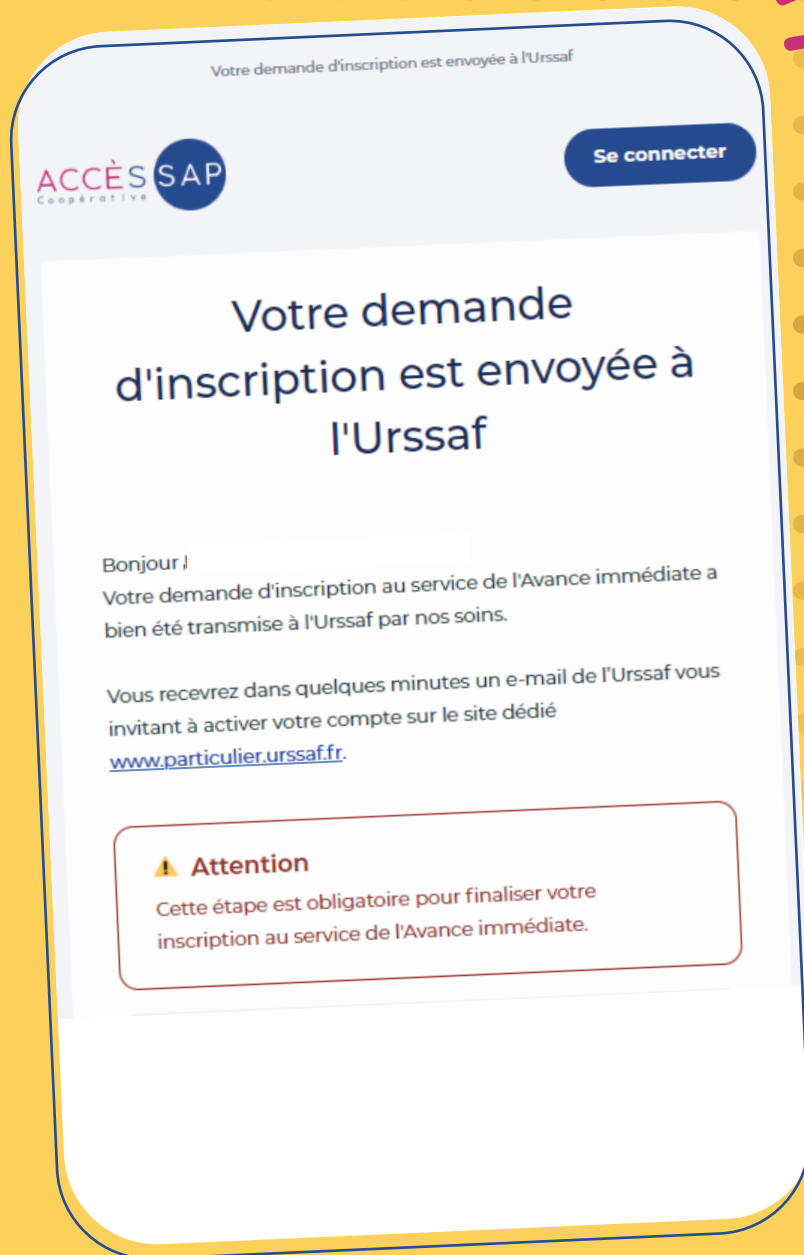 Votre demande d'inscription est envoyée à l'Urssaf
ACCÈS SAP
Coopérative
Se connecter
Votre demande
d'inscription est envoyée à
l'Urssaf
Bonjour ,
Votre demande d'inscription au service de l'Avance immédiate a
bien été transmise à l'Urssaf par nos soins.
Vous recevrez dans quelques minutes un e-mail de l'Urssaf vous
invitant à activer votre compte sur le site dédié
www.particulier.urssaf.fr.
Attention
Cette étape est obligatoire pour finaliser votre
inscription au service de l'Avance immédiate.